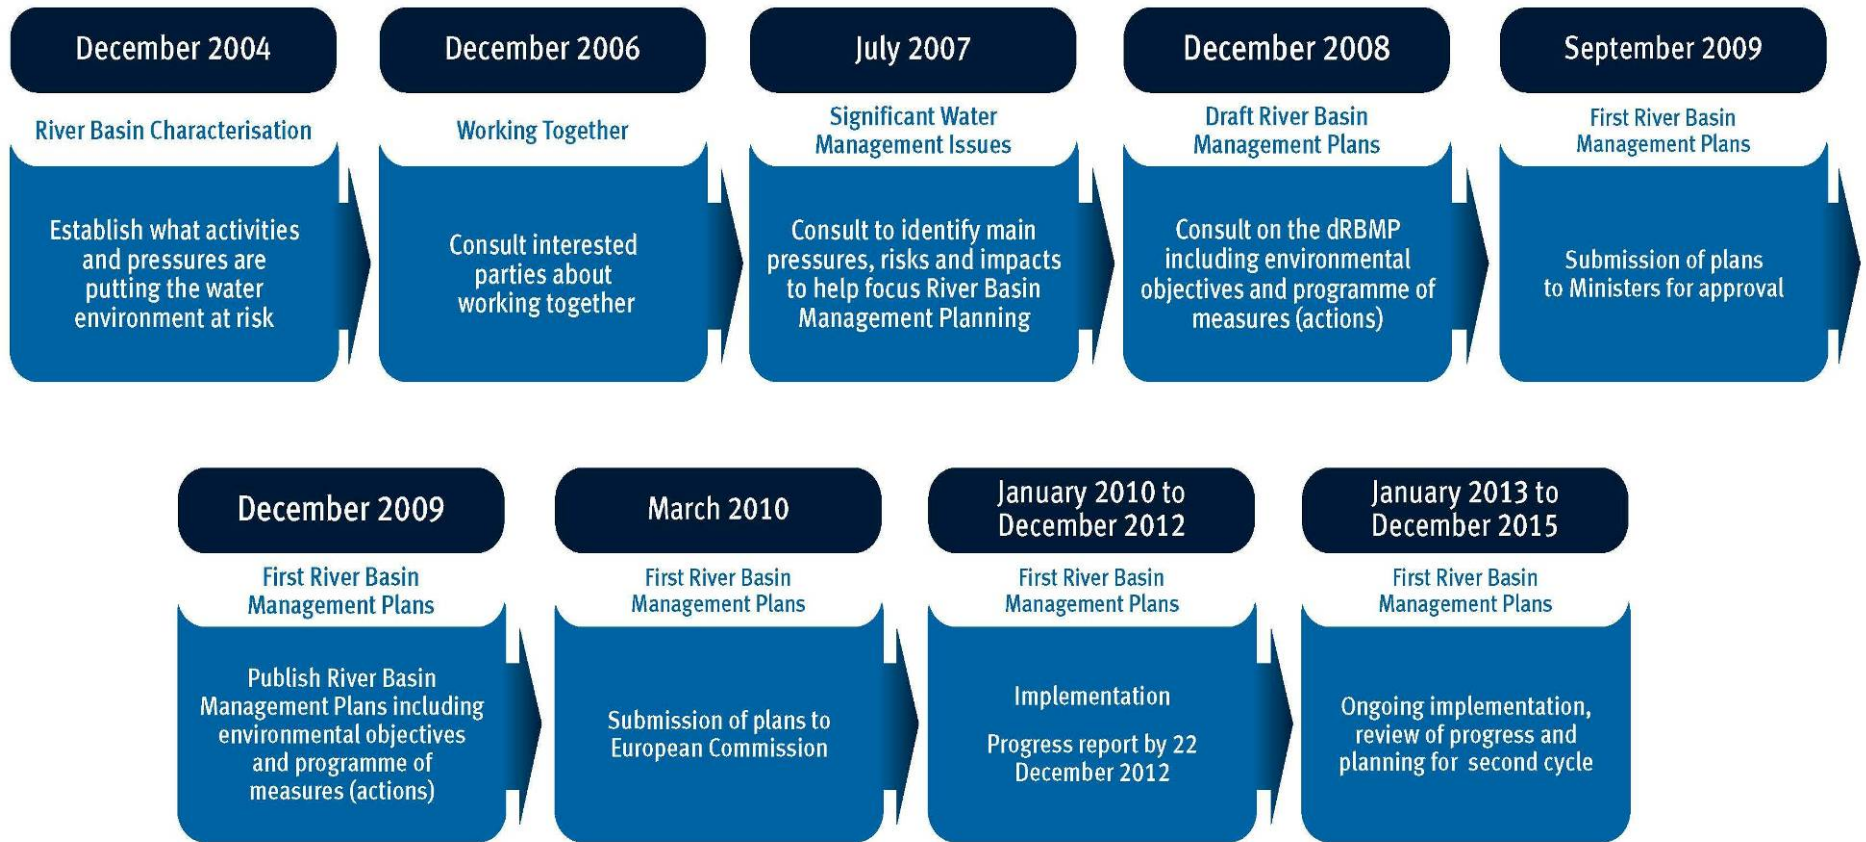 December 2004
River Basin Characterisation
Establish what activities
and pressures are
putting the water
environment at risk
December 2006
Working Together
Consult interested
parties about
working together
July 2007
Significant Water
Management Issues
Consult to identify main
pressures, risks and impacts
to help focus River Basin
Management Planning
December 2008
Draft River Basin
Management Plans
Consult on the dRBMP
including environmental
objectives and programme of
measures (actions)
September 2009
First River Basin
Management Plans
Submission of plans
to Ministers for approval
December 2009
First River Basin
Management Plans
Publish River Basin
Management Plans including
environmental objectives
and programme of
measures (actions)
March 2010
First River Basin
Management Plans
Submission of plans to
European Commission
January 2010 to
December 2012
First River Basin
Management Plans
Implementation
Progress report by 22
December 2012
January 2013 to
December 2015
First River Basin
Management Plans
Ongoing implementation,
review of progress and
planning for second cycle